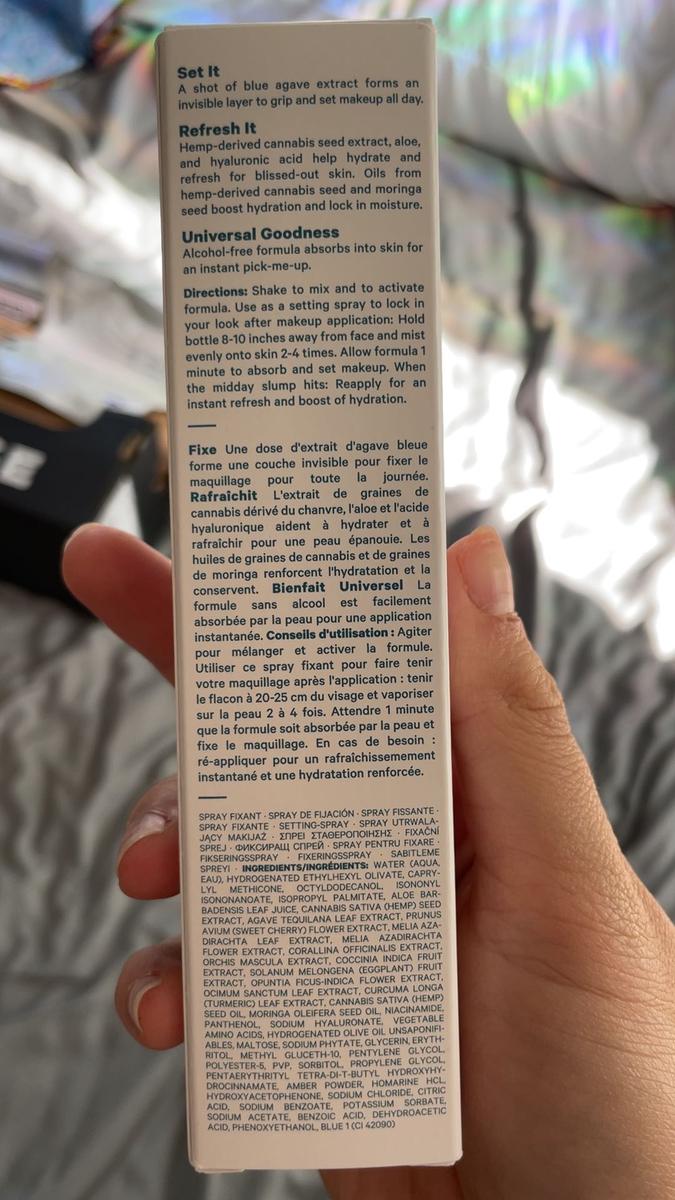 Set It
A shot of blue agave extract forms an
invisible layer to grip and set makeup all day.
Refresh It
Hemp-derived cannabis seed extract, aloe,
and hyaluronic acid help hydrate and
refresh for blissed-out skin. Oils from
hemp-derived cannabis seed and moringa
seed boost hydration and lock in moisture.
Universal Goodness
Alcohol-free formula absorbs into skin for
an instant pick-me-up.
Directions: Shake to mix and to activate
formula. Use as a setting spray to lock in
your look after makeup application: Hold
bottle 8-10 inches away from face and mist
evenly onto skin 2-4 times. Allow formula 1
minute to absorb and set makeup. When
the midday slump hits: Reapply for an
instant refresh and boost of hydration.
Fixe Une dose d'extrait d'agave bleue
forme une couche invisible pour fixer le
maquillage pour toute la journée.
Rafraîchit L'extrait de graines de
cannabis dérivé du chanvre, l'aloe et l'acide
hyaluronique aident à hydrater et à
rafraîchir pour une peau épanouie. Les
huiles de graines de cannabis et de graines
de moringa renforcent l'hydratation et la
conservent. Bienfait Universel La
formule sans alcool est facilement
absorbée par la peau pour une application
instantanée. Conseils d'utilisation : Agiter
pour mélanger et activer la formule.
Utiliser ce spray fixant pour faire tenir
votre maquillage après l'application : tenir
le flacon à 20-25 cm du visage et vaporiser
sur la peau 2 à 4 fois. Attendre 1 minute
que la formule soit absorbée par la peau et
fixe le maquillage. En cas de besoin :
ré-appliquer pour un rafraîchissement
instantané et une hydratation renforcée.
SPRAY FIXANT · SPRAY DE FIJACIÓN · SPRAY FISSANTE ·
SPRAY FIXANTE · SETTING-SPRAY · SPRAY UTRWALA-
JĄCY MAKIJAŻ · ΣΠΡΕΙ ΣΤΑΘΕΡΟΠΟΙΗΣΗΣ · FIXAČNÍ
SPREJ · ФИКСИРАЩ СПРЕЙ · SPRAY PENTRU FIXARE ·
FIKSERINGSSPRAY · FIXERINGSSPRAY · SABITLEME
SPREYI · INGREDIENTS/INGRÉDIENTS: WATER (AQUA,
EAU), HYDROGENATED ETHYLHEXYL OLIVATE, CAPRY-
LYL METHICONE, OCTYLDODECANOL, ISONONYL
ISONONANOATE, ISOPROPYL PALMITATE, ALOE BAR-
BADENSIS LEAF JUICE, CANNABIS SATIVA (HEMP) SEED
EXTRACT, AGAVE TEQUILANA LEAF EXTRACT, PRUNUS
AVIUM (SWEET CHERRY) FLOWER EXTRACT, MELIA AZA-
DIRACHTA LEAF EXTRACT, MELIA AZADIRACHTA
FLOWER EXTRACT, CORALLINA OFFICINALIS EXTRACT,
ORCHIS MASCULA EXTRACT, COCCINIA INDICA FRUIT
EXTRACT, SOLANUM MELONGENA (EGGPLANT) FRUIT
EXTRACT, OPUNTIA FICUS-INDICA FLOWER EXTRACT,
OCIMUM SANCTUM LEAF EXTRACT, CURCUMA LONGA
(TURMERIC) LEAF EXTRACT, CANNABIS SATIVA (HEMP)
SEED OIL, MORINGA OLEIFERA SEED OIL, NIACINAMIDE,
PANTHENOL, SODIUM HYALURONATE, VEGETABLE
AMINO ACIDS, HYDROGENATED OLIVE OIL UNSAPONIFI-
ABLES, MALTOSE, SODIUM PHYTATE, GLYCERIN, ERYTH-
RITOL, METHYL GLUCETH-10, PENTYLENE GLYCOL,
POLYESTER-5, PVP, SORBITOL, PROPYLENE GLYCOL,
PENTAERYTHRITYL TETRA-DI-T-BUTYL HYDROXYHY-
DROCINNAMATE, AMBER POWDER, HOMARINE HCL,
HYDROXYACETOPHENONE, SODIUM CHLORIDE, CITRIC
ACID, SODIUM BENZOATE, POTASSIUM SORBATE,
SODIUM ACETATE, BENZOIC ACID, DEHYDROACETIC
ACID, PHENOXYETHANOL, BLUE 1 (CI 42090)